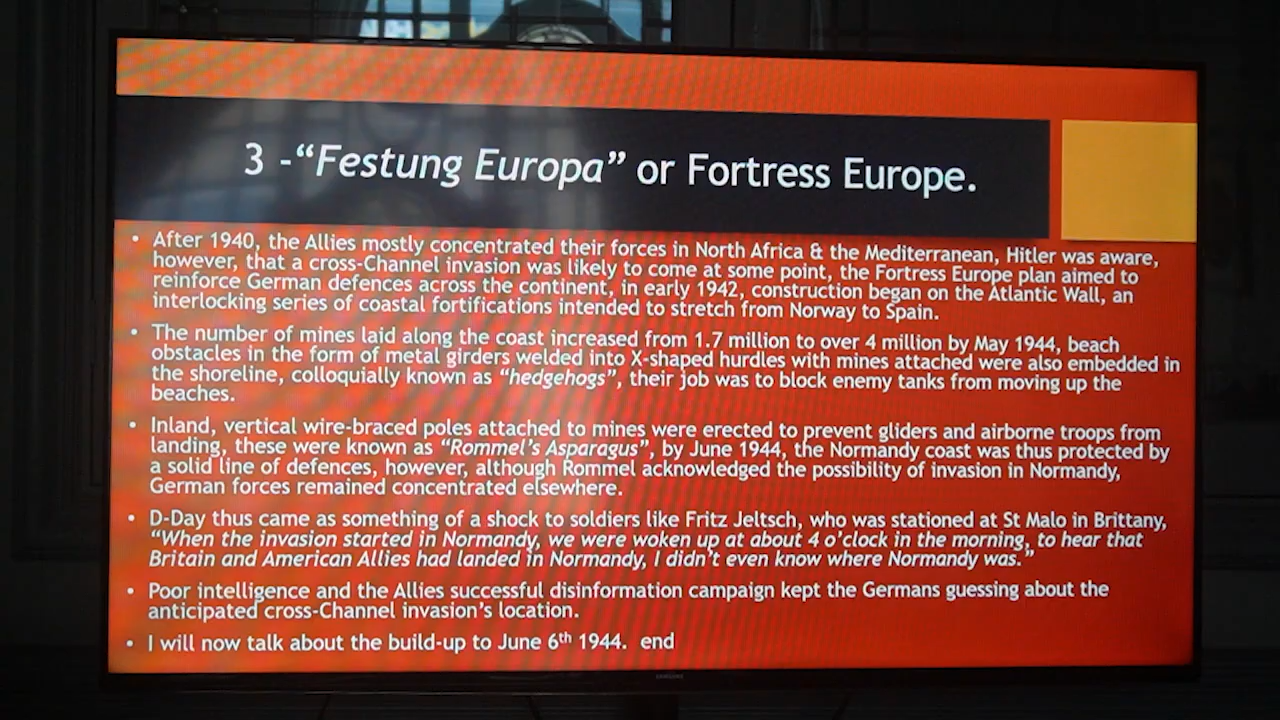 3 -“Festung Europa” or Fortress Europe.
• After 1940, the Allies mostly concentrated their forces in North Africa & the Mediterranean, Hitler was aware,
however, that a cross-Channel invasion was likely to come at some point, the Fortress Europe plan aimed to
reinforce German defences across the continent, in early 1942, construction began on the Atlantic Wall, an
interlocking series of coastal fortifications intended to stretch from Norway to Spain.
• The number of mines laid along the coast increased from 1.7 million to over 4 million by May 1944, beach
obstacles in the form of metal girders welded into X-shaped hurdles with mines attached were also embedded in
the shoreline, colloquially known as “hedgehogs”, their job was to block enemy tanks from moving up the
beaches.
• Inland, vertical wire-braced poles attached to mines were erected to prevent gliders and airborne troops from
landing, these were known as “Rommel’s Asparagus”, by June 1944, the Normandy coast was thus protected by
a solid line of defences, however, although Rommel acknowledged the possibility of invasion in Normandy,
German forces remained concentrated elsewhere.
• D-Day thus came as something of a shock to soldiers like Fritz Jeltsch, who was stationed at St Malo in Brittany,
“When the invasion started in Normandy, we were woken up at about 4 o’clock in the morning, to hear that
Britain and American Allies had landed in Normandy, I didn’t even know where Normandy was.”
• Poor intelligence and the Allies successful disinformation campaign kept the Germans guessing about the
anticipated cross-Channel invasion’s location.
• I will now talk about the build-up to June 6th 1944. end
SAMSUNG